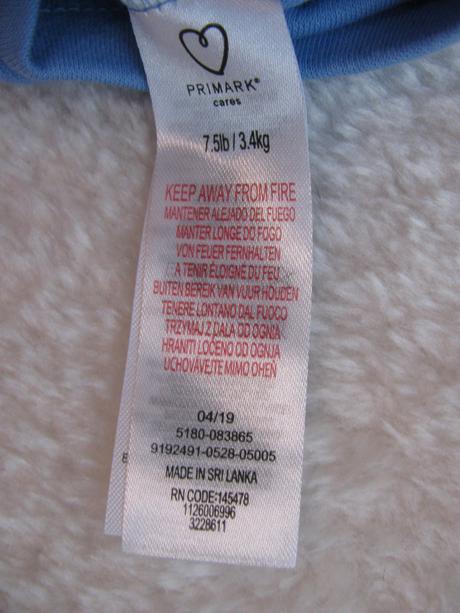 PRIMARK®
cares
7.5lb / 3.4kg
KEEP AWAY FROM FIRE
MANTENER ALEJADO DEL FUEGO
MANTER LONGE DO FOGO
VON FEUER FERNHALTEN
A TENIR ÉLOIGNE DU FEU
BUITEN BEREIK VAN VUUR HOUDEN
TENERE LONTANO DAL FUOCO
TRZYMAJ Z DALA OD OGNIA
HRANITI LOČENO OD OGNJA
UCHOVÁVEJTE MIMO OHEŇ
04/19
5180-083865
9192491-0528-05005
MADE IN SRI LANKA
RN CODE:145478
1126006996
3228611